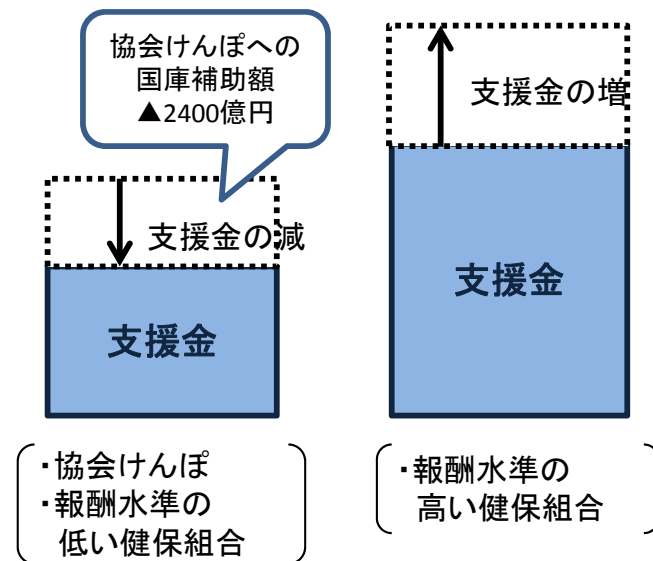 協会けんぽへの
国庫補助額
▲2400億円
支援金の減
支援金
・協会けんぽ
・報酬水準の
低い健保組合
支援金の増
支援金
・報酬水準の
高い健保組合